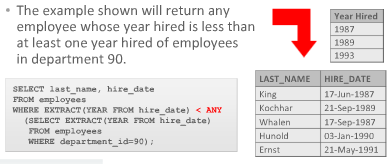 • The example shown will return any
employee whose year hired is less than
at least one year hired of employees
in department 90.
Year Hired
1987
1989
1993
SELECT last_name, hire_date
FROM employees
WHERE EXTRACT(YEAR FROM hire_date) < ANY
(SELECT EXTRACT(YEAR FROM hire_date)
FROM employees
WHERE department_id=90);
LAST_NAME HIRE_DATE
King 17-Jun-1987
Kochhar 21-Sep-1989
Whalen 17-Sep-1987
Hunold 03-Jan-1990
Ernst 21-May-1991